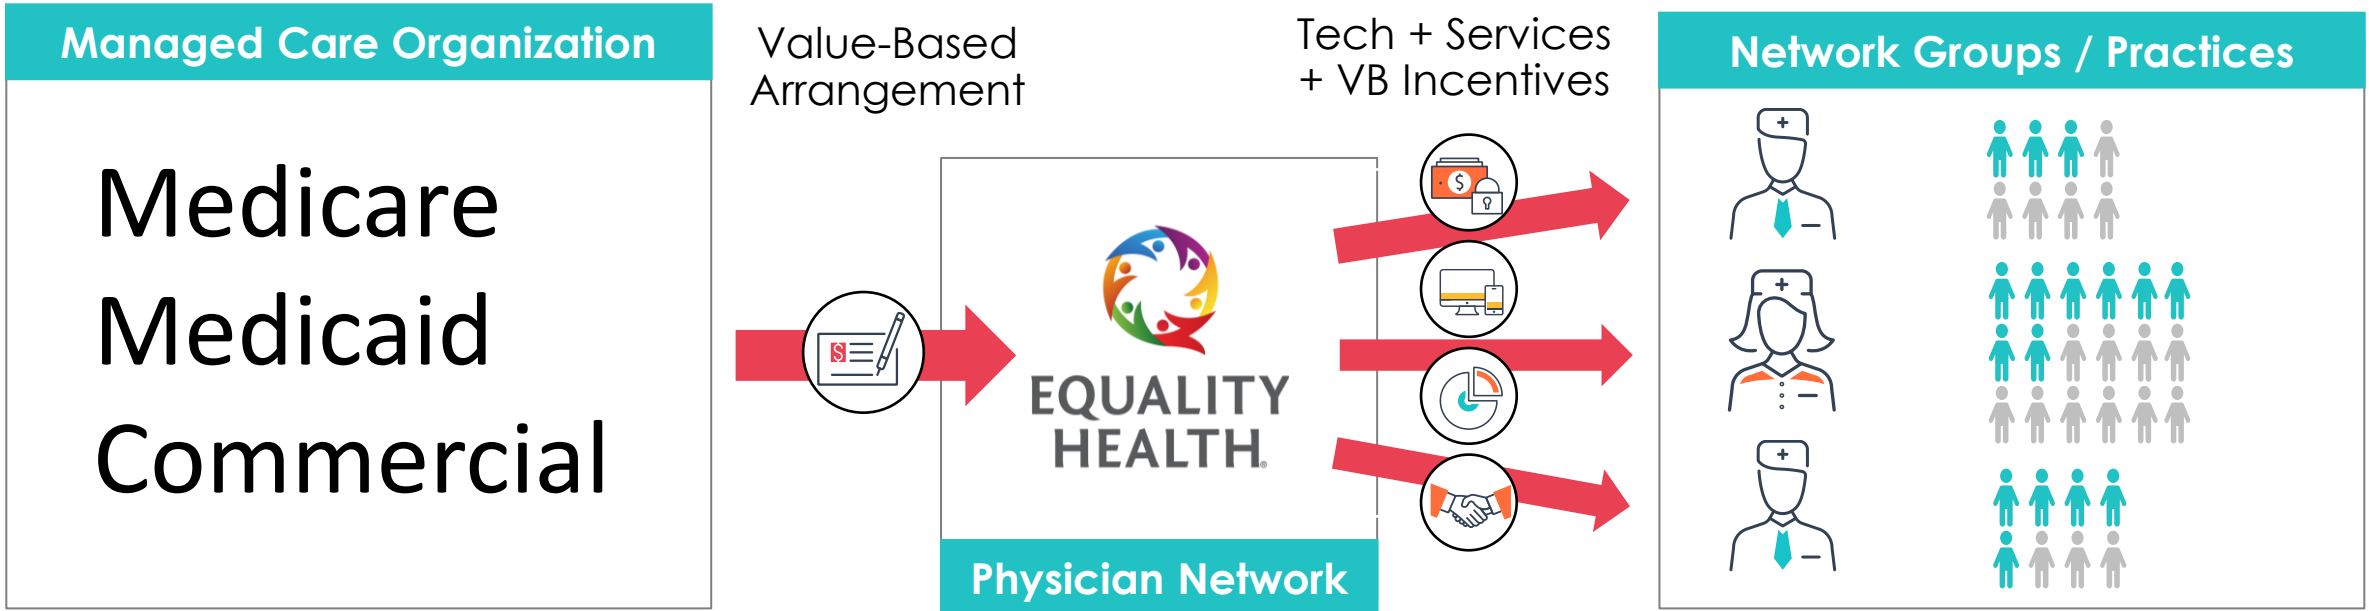 Managed Care Organization
Medicare
Medicaid
Commercial
Value-Based
Arrangement
$
EQUALITY
HEALTH®
Physician Network
Tech + Services
+ VB Incentives
$
Network Groups / Practices